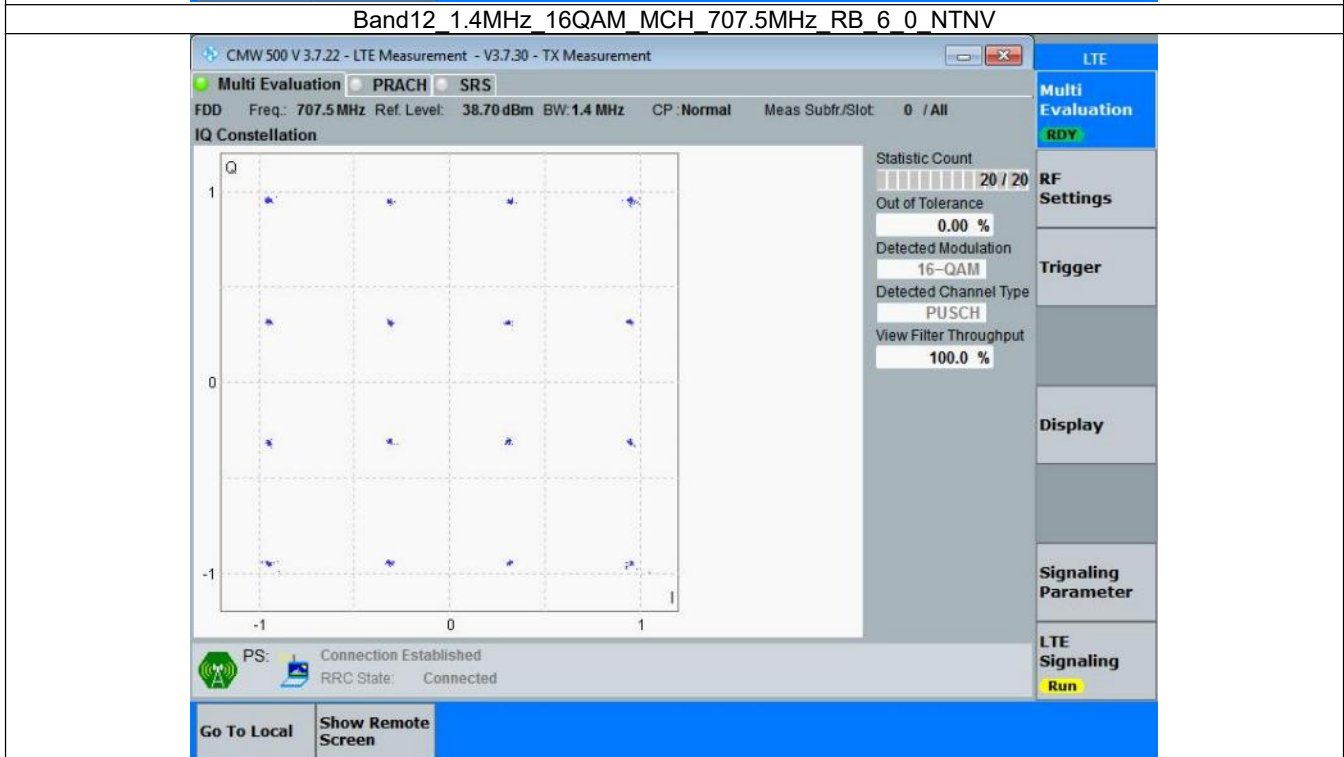 Band12_1.4MHz_16QAM_MCH_707.5MHz_RB_6_0_NTNV
CMW 500 V 3.7.22 - LTE Measurement - V3.7.30 - TX Measurement
LTE
Multi Evaluation PRACH SRS
Multi
Evaluation
RDY
FDD Freq.: 707.5 MHz Ref. Level: 38.70 dBm BW: 1.4 MHz CP : Normal Meas Subfr./Slot: 0 / All
IQ Constellation
Q
1
0
-1
I
-1 0 1
Statistic Count
20 / 20
Out of Tolerance
0.00 %
Detected Modulation
16-QAM
Detected Channel Type
PUSCH
View Filter Throughput
100.0 %
RF
Settings
Trigger
Display
Signaling
Parameter
LTE
Signaling
Run
PS: Connection Established
RRC State: Connected
Go To Local
Show Remote
Screen